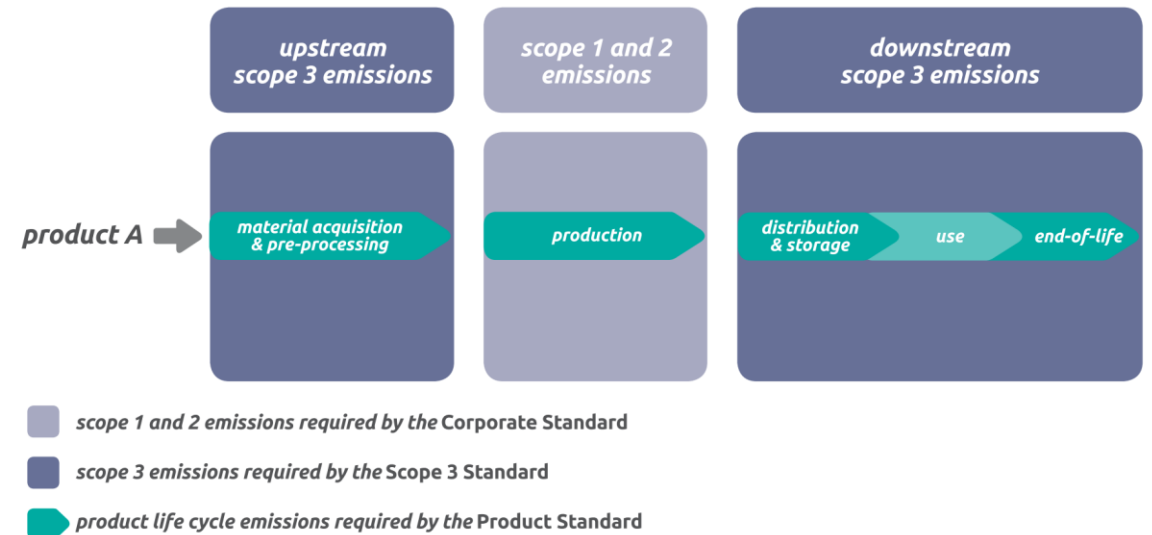 upstream
scope 3 emissions
scope 1 and 2
emissions
downstream
scope 3 emissions
product A
material acquisition
& pre-processing
production
distribution
& storage
use
end-of-life
scope 1 and 2 emissions required by the Corporate Standard
scope 3 emissions required by the Scope 3 Standard
product life cycle emissions required by the Product Standard